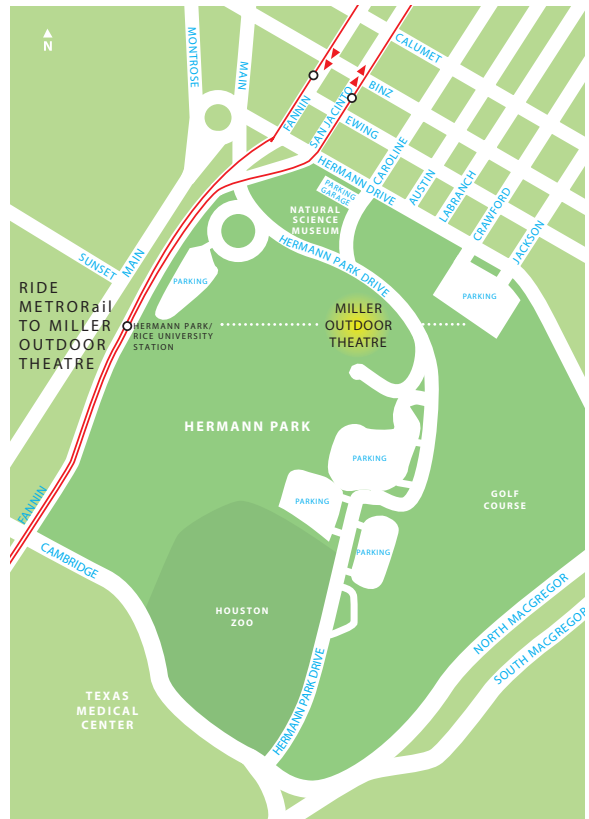 N
MONTROSE
MAIN
CALUMET
BINZ
FANNIN
SAN JACINTO
EWING
HERMANN DRIVE
CAROLINE
AUSTIN
LABRANCH
CRAWFORD
JACKSON
PARKING
GARAGE
NATURAL
SCIENCE
MUSEUM
HERMANN PARK DRIVE
SUNSET
MAIN
PARKING
PARKING
RIDE
METRORail
TO MILLER
OUTDOOR
THEATRE
HERMANN PARK/
RICE UNIVERSITY
STATION
MILLER
OUTDOOR
THEATRE
HERMANN PARK
PARKING
PARKING
GOLF
COURSE
FANNIN
CAMBRIDGE
PARKING
HOUSTON
ZOO
NORTH MACGREGOR
SOUTH MACGREGOR
HERMANN PARK DRIVE
TEXAS
MEDICAL
CENTER